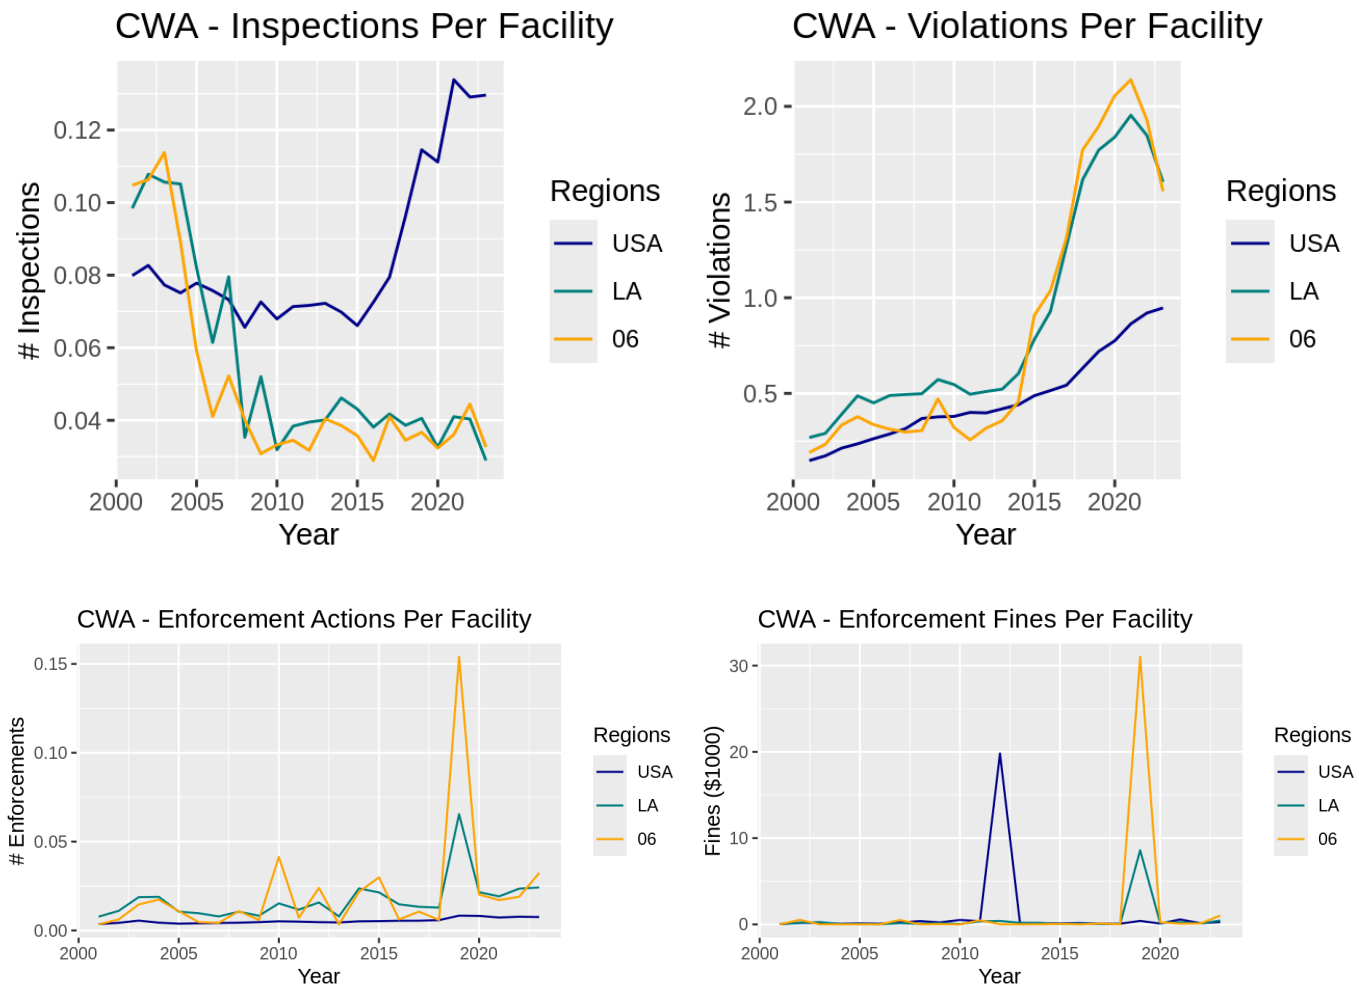 CWA - Inspections Per Facility
# Inspections
0.12
0.10
0.08
0.06
0.04
2000 2005 2010 2015 2020
Year
Regions
USA
LA
06
CWA - Violations Per Facility
# Violations
2.0
1.5
1.0
0.5
2000 2005 2010 2015 2020
Year
Regions
USA
LA
06
CWA - Enforcement Actions Per Facility
# Enforcements
0.15
0.10
0.05
0.00
2000 2005 2010 2015 2020
Year
Regions
USA
LA
06
CWA - Enforcement Fines Per Facility
Fines ($1000)
30
20
10
0
2000 2005 2010 2015 2020
Year
Regions
USA
LA
06